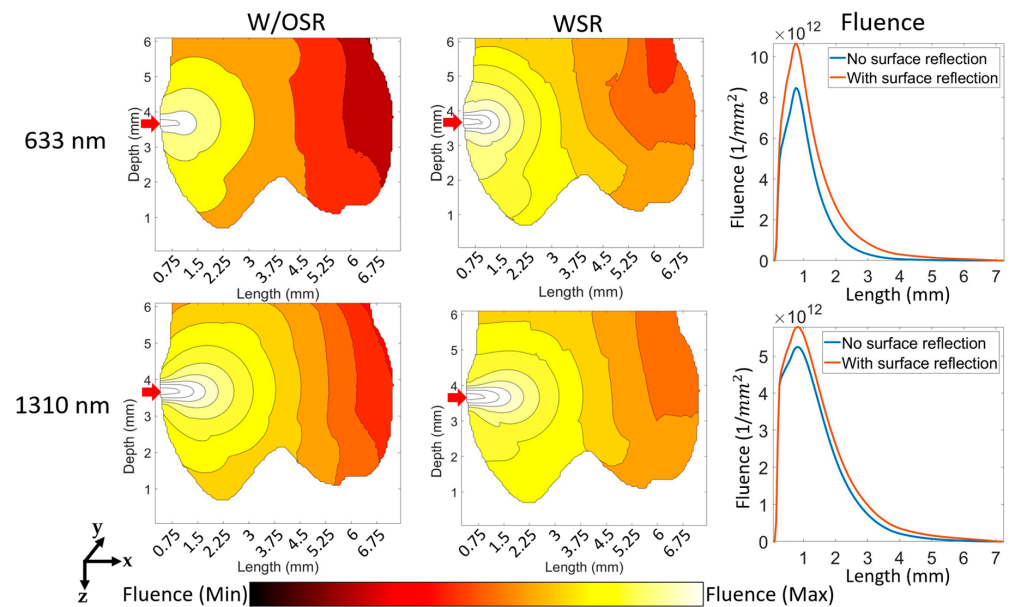 W/OSR
WSR
Fluence
633 nm
Depth (mm)
6
5
4
3
2
1
0.75
1.5
2.25
3
3.75
4.5
5.25
6
6.75
Length (mm)
Depth (mm)
6
5
4
3
2
1
0.75
1.5
2.25
3
3.75
4.5
5.25
6
6.75
Length (mm)
×10¹²
Fluence (1/mm²)
10
8
6
4
2
0
No surface reflection
With surface reflection
1 2 3 4 5 6 7
Length (mm)
1310 nm
Depth (mm)
6
5
4
3
2
1
0.75
1.5
2.25
3
3.75
4.5
5.25
6
6.75
Length (mm)
Depth (mm)
6
5
4
3
2
1
0.75
1.5
2.25
3
3.75
4.5
5.25
6
6.75
Length (mm)
×10¹²
Fluence (1/mm²)
5
4
3
2
1
0
No surface reflection
With surface reflection
1 2 3 4 5 6 7
Length (mm)
y
x
z
Fluence (Min)
Fluence (Max)